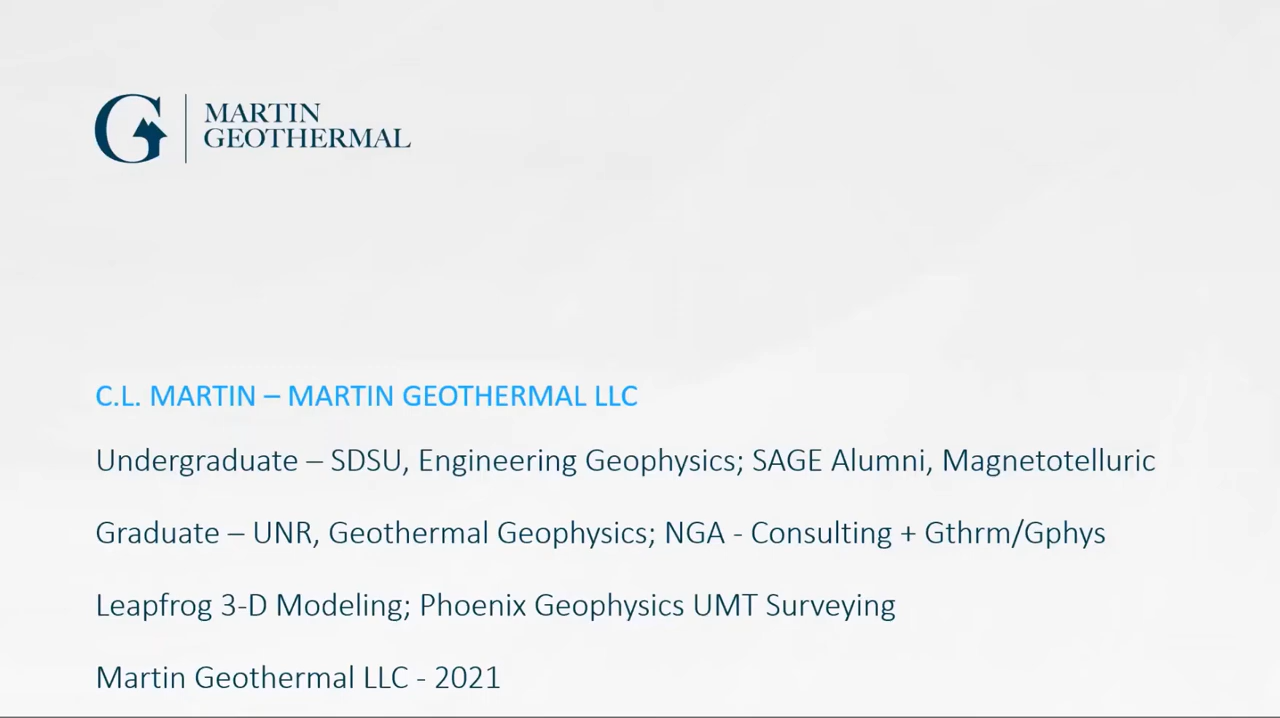 MARTIN
GEOTHERMAL
C.L. MARTIN – MARTIN GEOTHERMAL LLC
Undergraduate – SDSU, Engineering Geophysics; SAGE Alumni, Magnetotelluric
Graduate – UNR, Geothermal Geophysics; NGA - Consulting + Gthrm/Gphys
Leapfrog 3-D Modeling; Phoenix Geophysics UMT Surveying
Martin Geothermal LLC - 2021